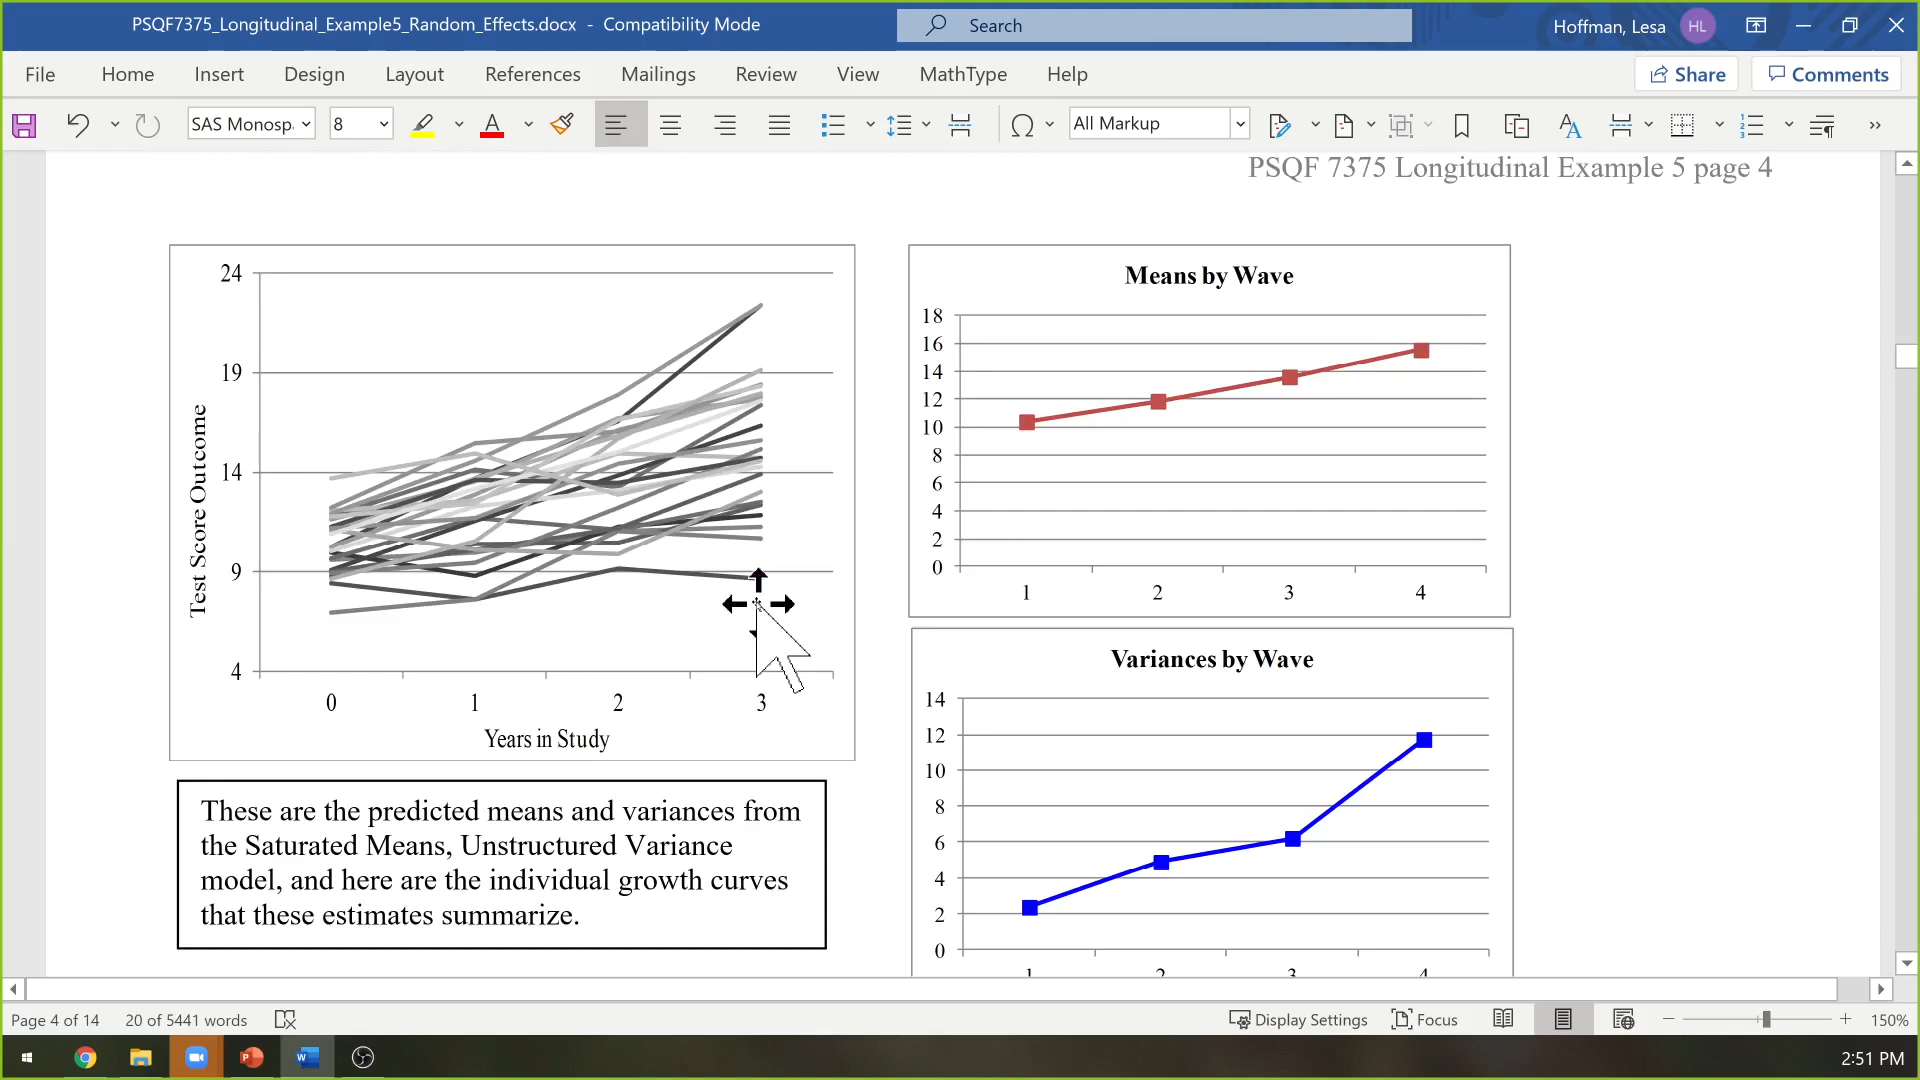 PSQF7375_Longitudinal_Example5_Random_Effects.docx - Compatibility Mode
Search
Hoffman, Lesa
HL
File Home Insert Design Layout References Mailings Review View MathType Help
Share
Comments
SAS Monosp
8
All Markup
PSQF 7375 Longitudinal Example 5 page 4
24
19
14
9
4
Test Score Outcome
0 1 2 3
Years in Study
Means by Wave
18
16
14
12
10
8
6
4
2
0
1 2 3 4
These are the predicted means and variances from
the Saturated Means, Unstructured Variance
model, and here are the individual growth curves
that these estimates summarize.
Variances by Wave
14
12
10
8
6
4
2
0
1 2 3 4
Page 4 of 14
20 of 5441 words
Display Settings
Focus
150%
2:51 PM